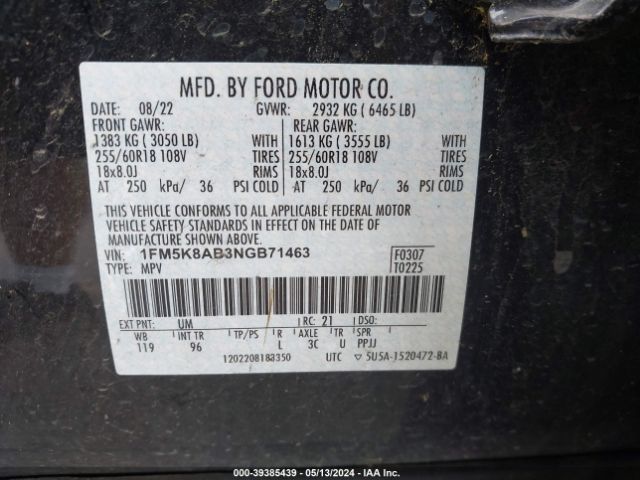 MFD. BY FORD MOTOR CO.
DATE: 08/22 GVWR: 2932 KG ( 6465 LB)
FRONT GAWR: REAR GAWR:
1383 KG ( 3050 LB) WITH 1613 KG ( 3555 LB) WITH
255/60R18 108V TIRES 255/60R18 108V TIRES
18x8.0J RIMS 18x8.0J RIMS
AT 250 kPa/ 36 PSI COLD AT 250 kPa/ 36 PSI COLD
THIS VEHICLE CONFORMS TO ALL APPLICABLE FEDERAL MOTOR
VEHICLE SAFETY STANDARDS IN EFFECT ON THE DATE OF
MANUFACTURE SHOWN ABOVE.
VIN: 1FM5K8AB3NGB71463 F0307
TYPE: MPV T0225
EXT PNT: UM RC: 21 DSO:
WB INT TR TP/PS R AXLE TR SPR
119 96 L 3C U PPJJ
1202208183350 UTC ▽ 5U5A-1520472-BA
# IAA
Stock No: 39385439 - 05/13/2024 - IAA Inc.